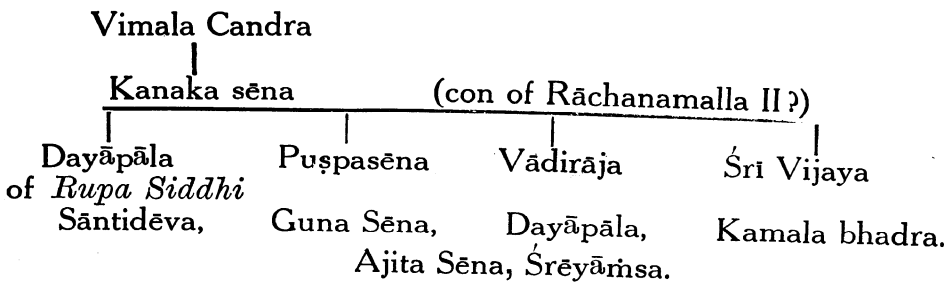 Vimala Candra
Kanaka sēna (con of Rāchanamalla II ?)
Dayāpāla Puṣpasēna Vādirāja Śrī Vijaya
of Rupa Siddhi
Sāntidēva, Guna Sēna, Dayāpāla, Kamala bhadra.
Ajita Sēna, Śrēyāṁsa.